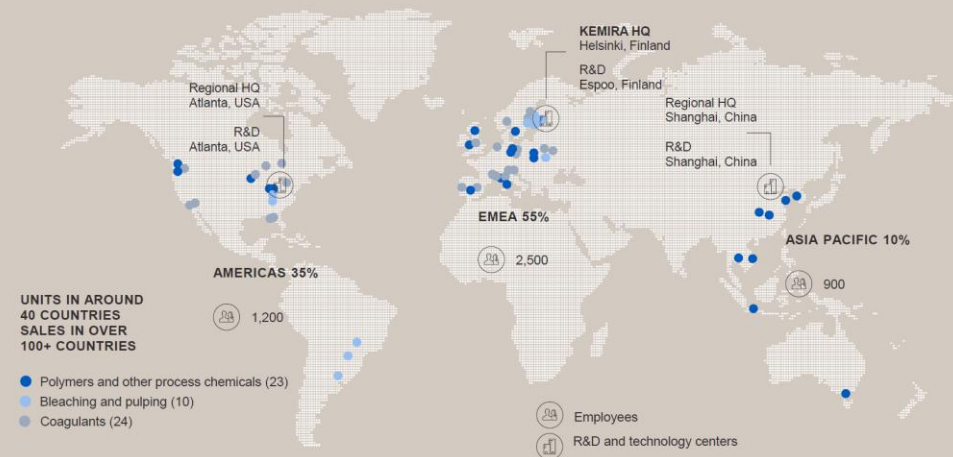 KEMIRA HQ
Helsinki, Finland
R&D
Espoo, Finland
Regional HQ
Atlanta, USA
R&D
Atlanta, USA
Regional HQ
Shanghai, China
R&D
Shanghai, China
EMEA 55%
2,500
ASIA PACIFIC 10%
900
AMERICAS 35%
1,200
UNITS IN AROUND
40 COUNTRIES
SALES IN OVER
100+ COUNTRIES
Polymers and other process chemicals (23)
Bleaching and pulping (10)
Coagulants (24)
Employees
R&D and technology centers